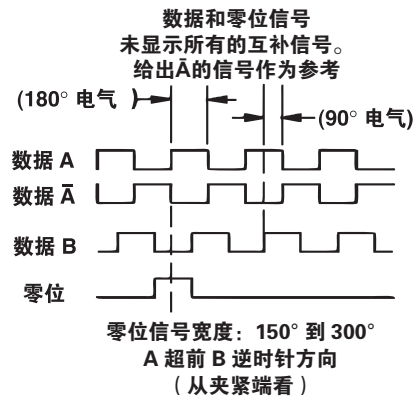 数据和零位信号
未显示所有的互补信号。
给出Ā的信号作为参考
(180° 电气 )
(90° 电气)
数据 A
数据 Ā
数据 B
零位
零位信号宽度：150° 到 300°
A 超前 B 逆时针方向
（从夹紧端看）